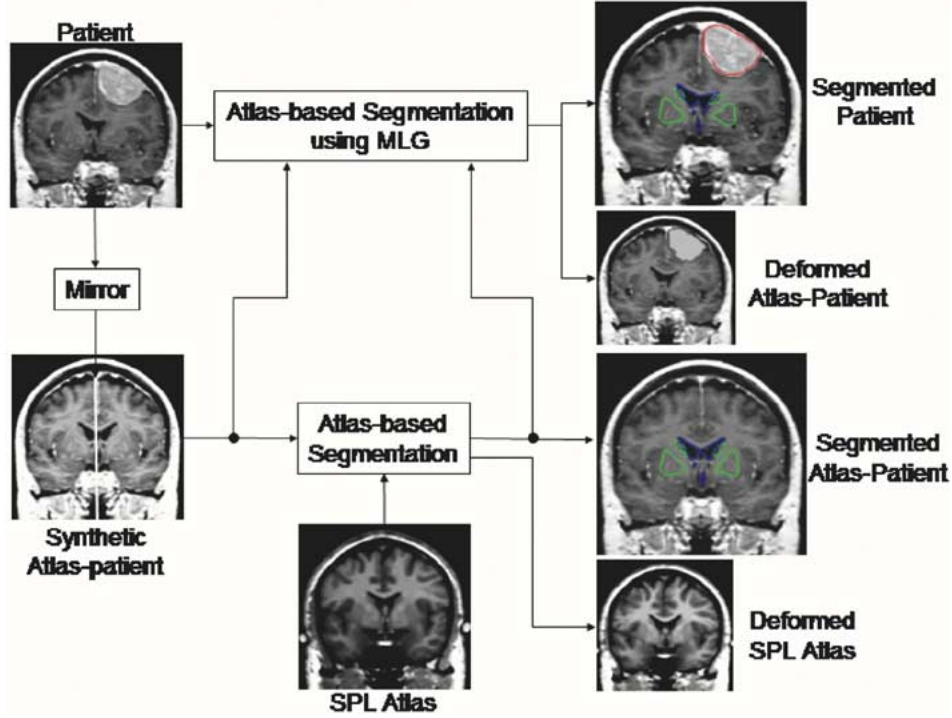 Patient
Atlas-based Segmentation
using MLG
Segmented
Patient
Mirror
Deformed
Atlas-Patient
Atlas-based
Segmentation
Segmented
Atlas-Patient
Synthetic
Atlas-patient
Deformed
SPL Atlas
SPL Atlas